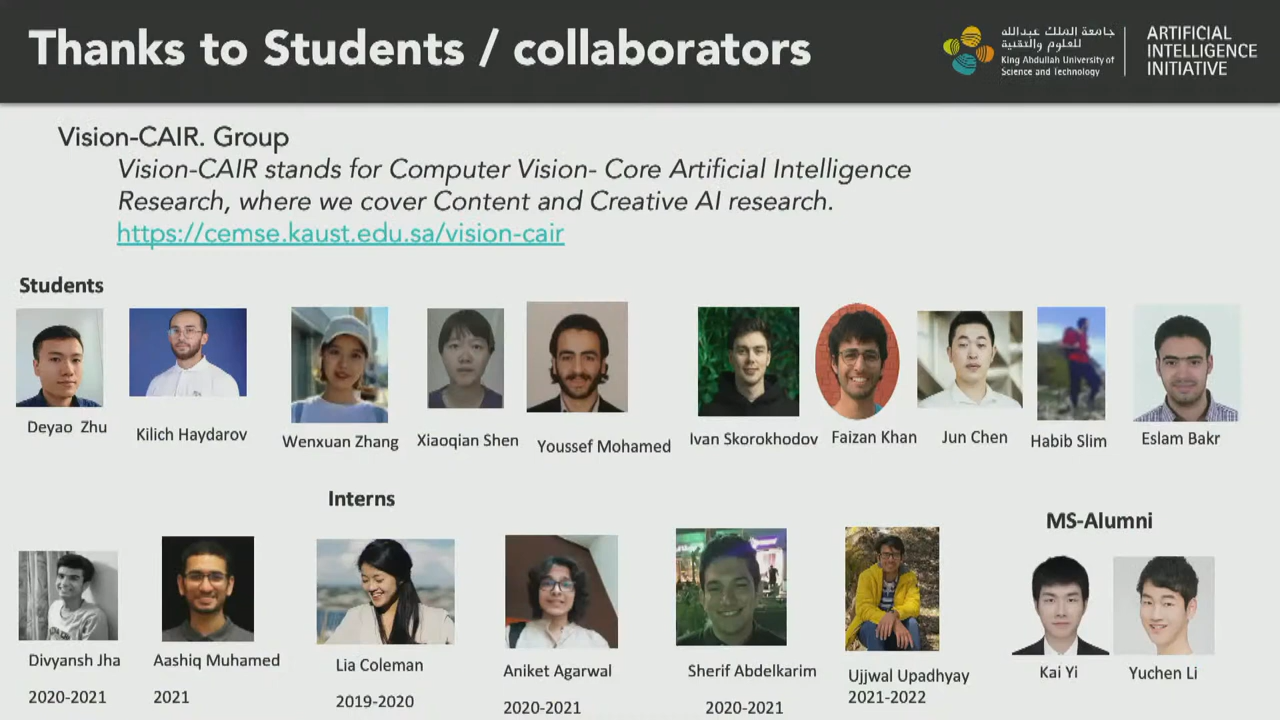 Thanks to Students / collaborators
جامعة الملك عبدالله
للعلوم والتقنية
King Abdullah University of
Science and Technology
ARTIFICIAL
INTELLIGENCE
INITIATIVE
Vision-CAIR. Group
Vision-CAIR stands for Computer Vision- Core Artificial Intelligence
Research, where we cover Content and Creative AI research.
https://cemse.kaust.edu.sa/vision-cair
Students
Deyao Zhu
Kilich Haydarov
Wenxuan Zhang
Xiaoqian Shen
Youssef Mohamed
Ivan Skorokhodov
Faizan Khan
Jun Chen
Habib Slim
Eslam Bakr
Interns
MS-Alumni
Divyansh Jha
2020-2021
Aashiq Muhamed
2021
Lia Coleman
2019-2020
Aniket Agarwal
2020-2021
Sherif Abdelkarim
2020-2021
Ujjwal Upadhyay
2021-2022
Kai Yi
Yuchen Li